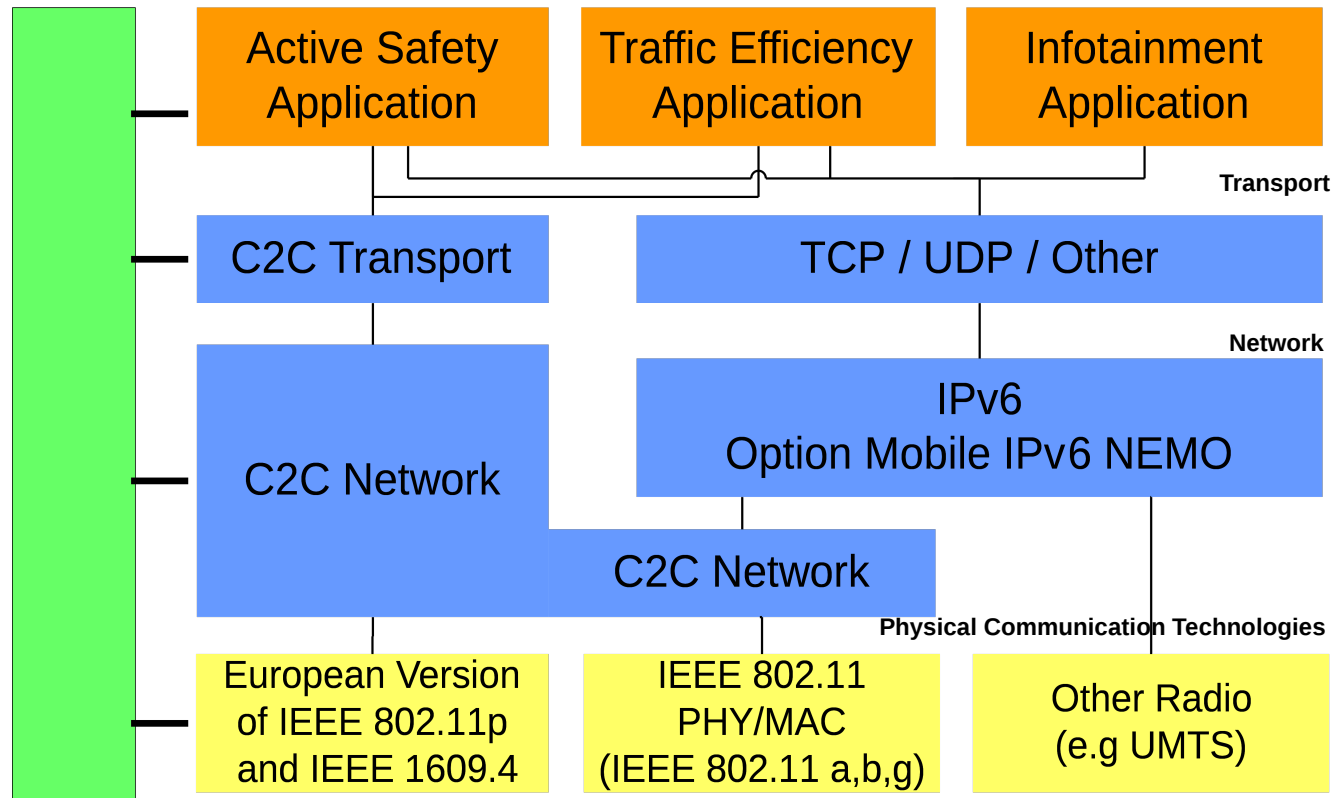 Active Safety
Application
Traffic Efficiency
Application
Infotainment
Application
Transport
C2C Transport
TCP / UDP / Other
Network
IPv6
Option Mobile IPv6 NEMO
C2C Network
C2C Network
Physical Communication Technologies
European Version
of IEEE 802.11p
and IEEE 1609.4
IEEE 802.11
PHY/MAC
(IEEE 802.11 a,b,g)
Other Radio
(e.g UMTS)